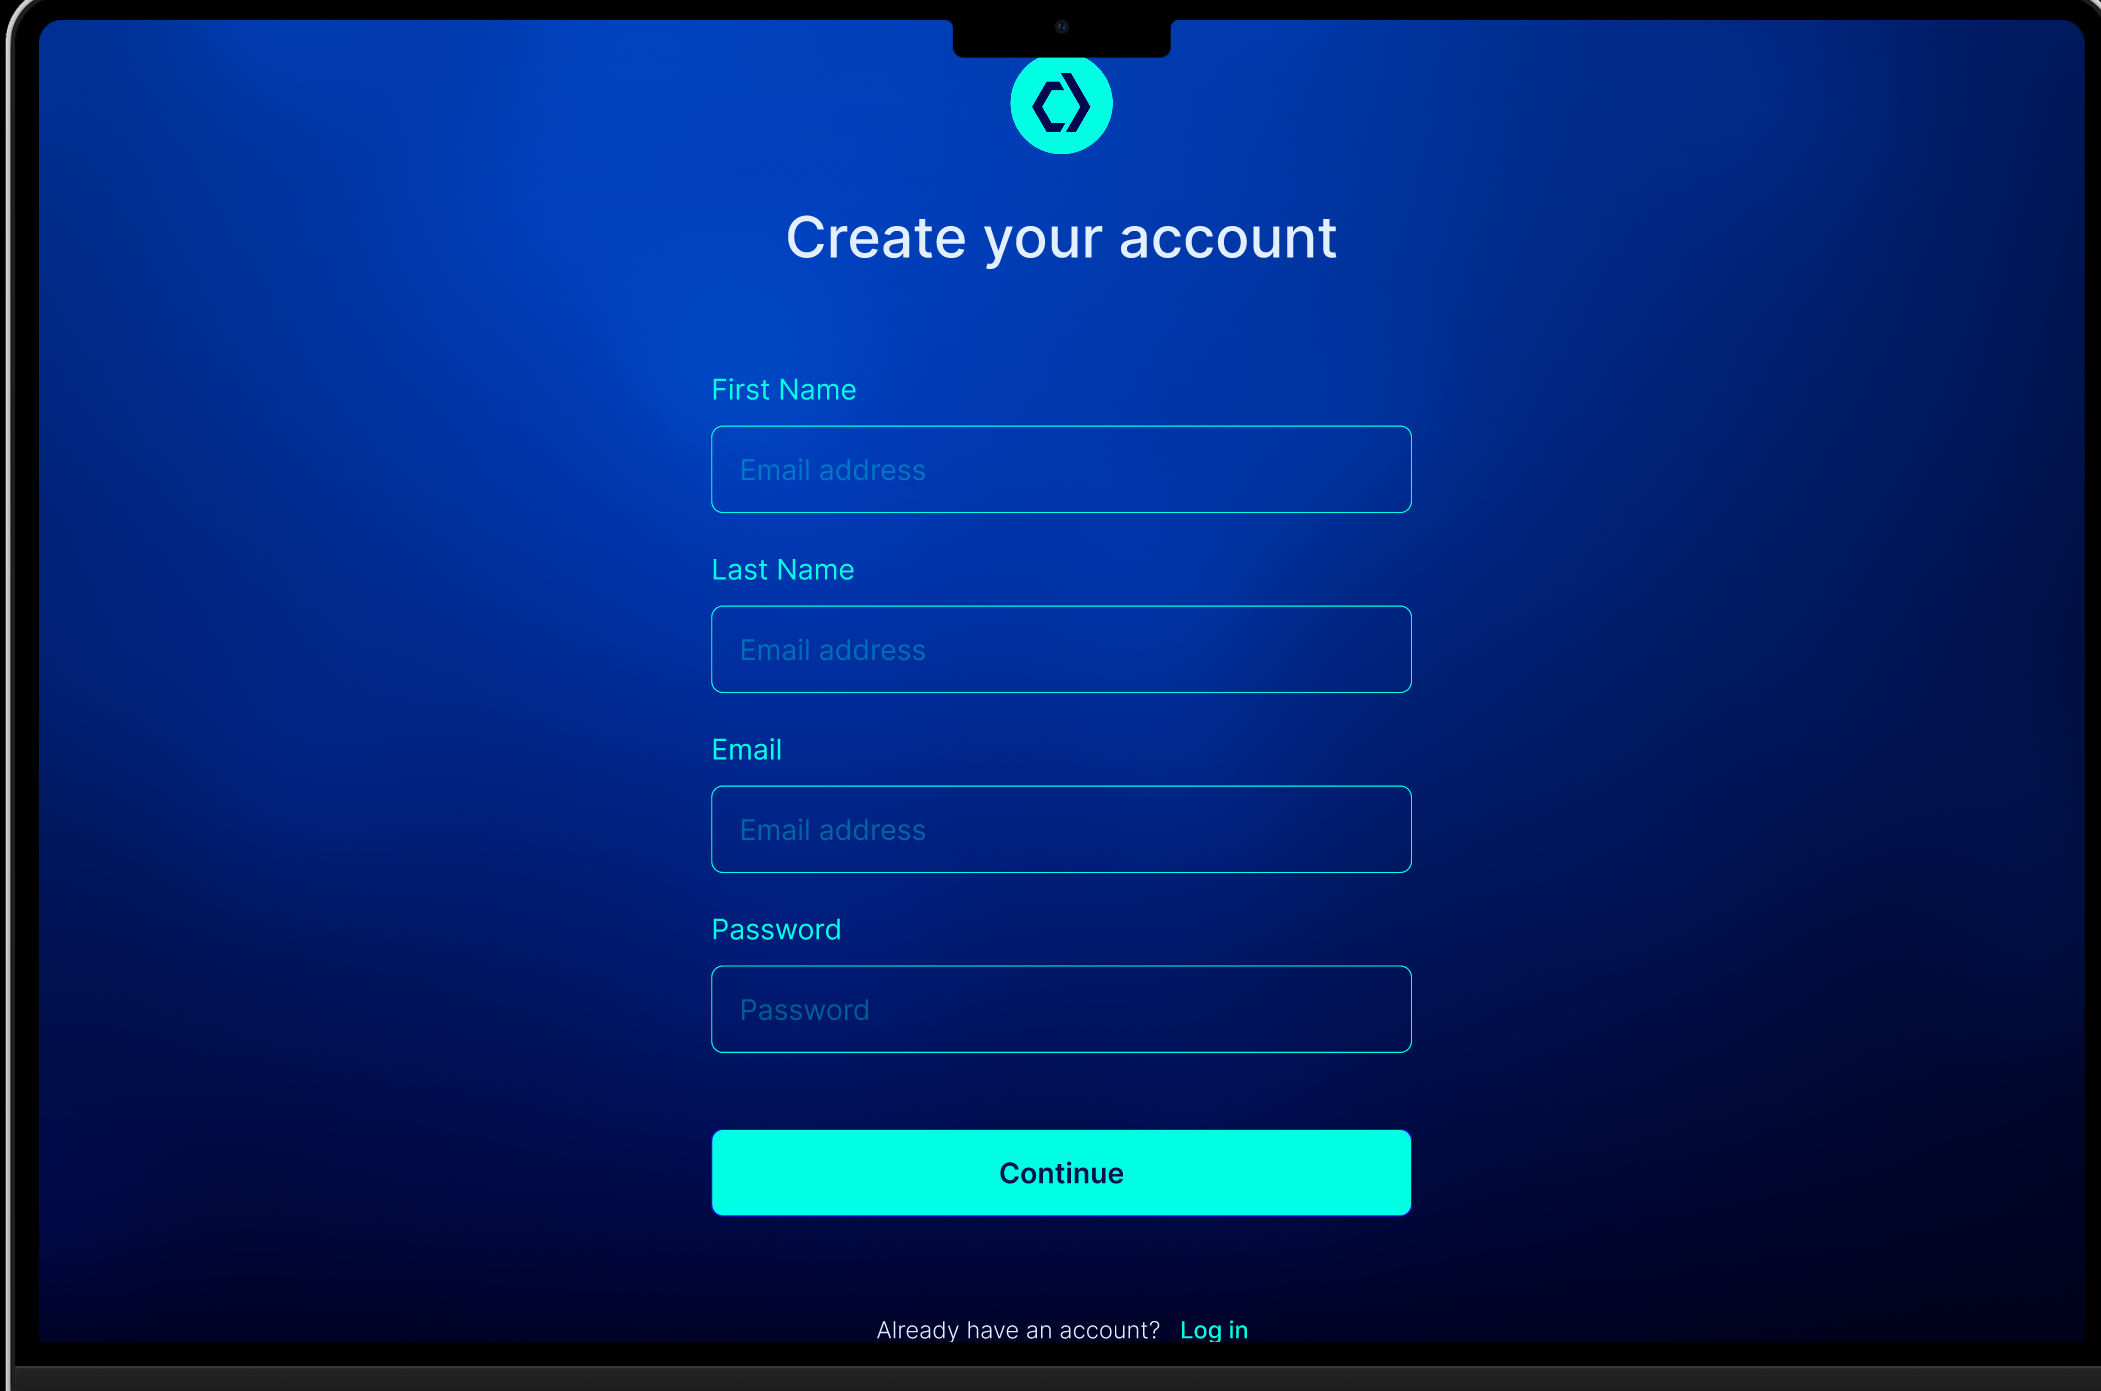 Create your account
First Name
Email address
Last Name
Email address
Email
Email address
Password
Password
Continue
Already have an account? Log in